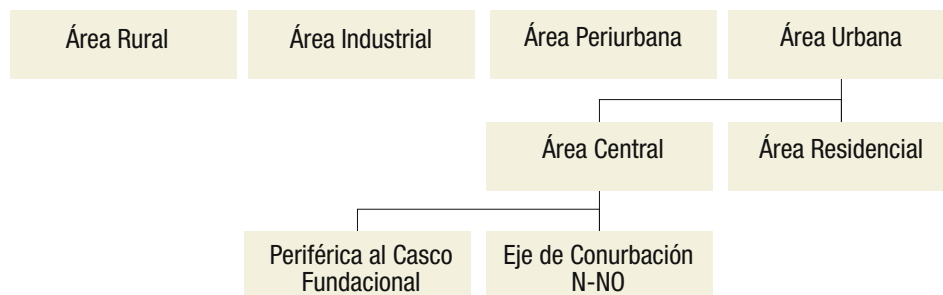 Área Rural
Área Industrial
Área Periurbana
Área Urbana
Área Central
Área Residencial
Periférica al Casco
Fundacional
Eje de Conurbación
N-NO